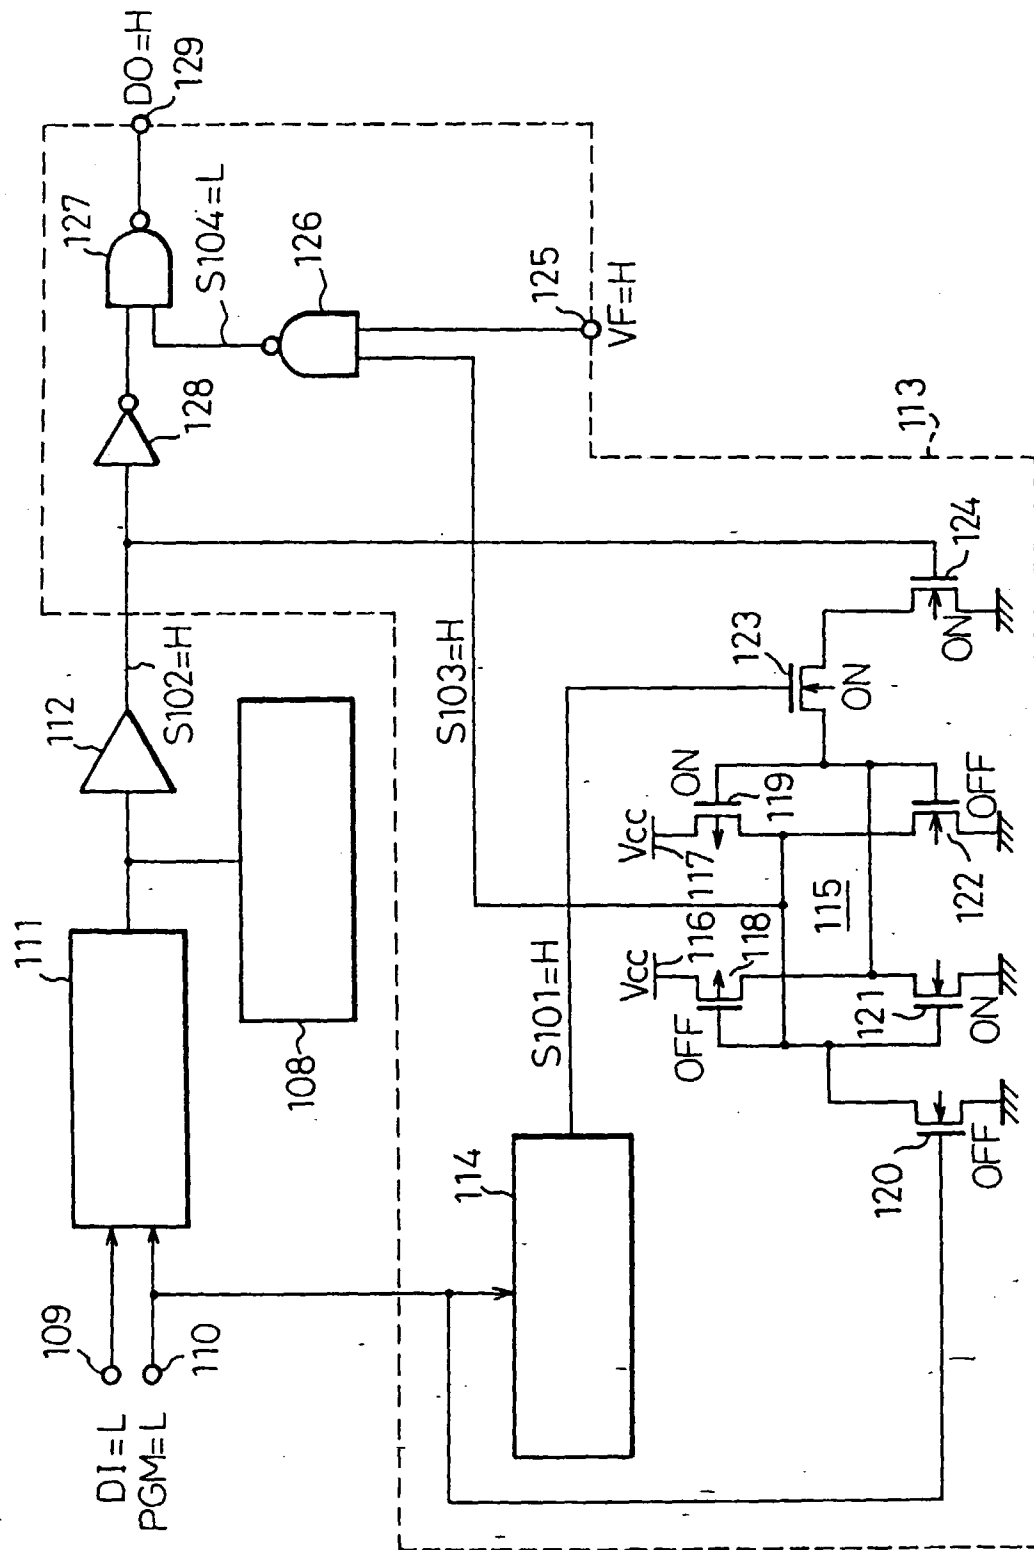 DI=L
109
PGM=L
110
111
108
112
S102=H
128
127
S104=L
126
DO=H
129
125
VF=H
113
114
S101=H
S103=H
120
OFF
Vcc
116
OFF
118
121
ON
115
Vcc
117
ON
119
122
OFF
123
ON
124
ON